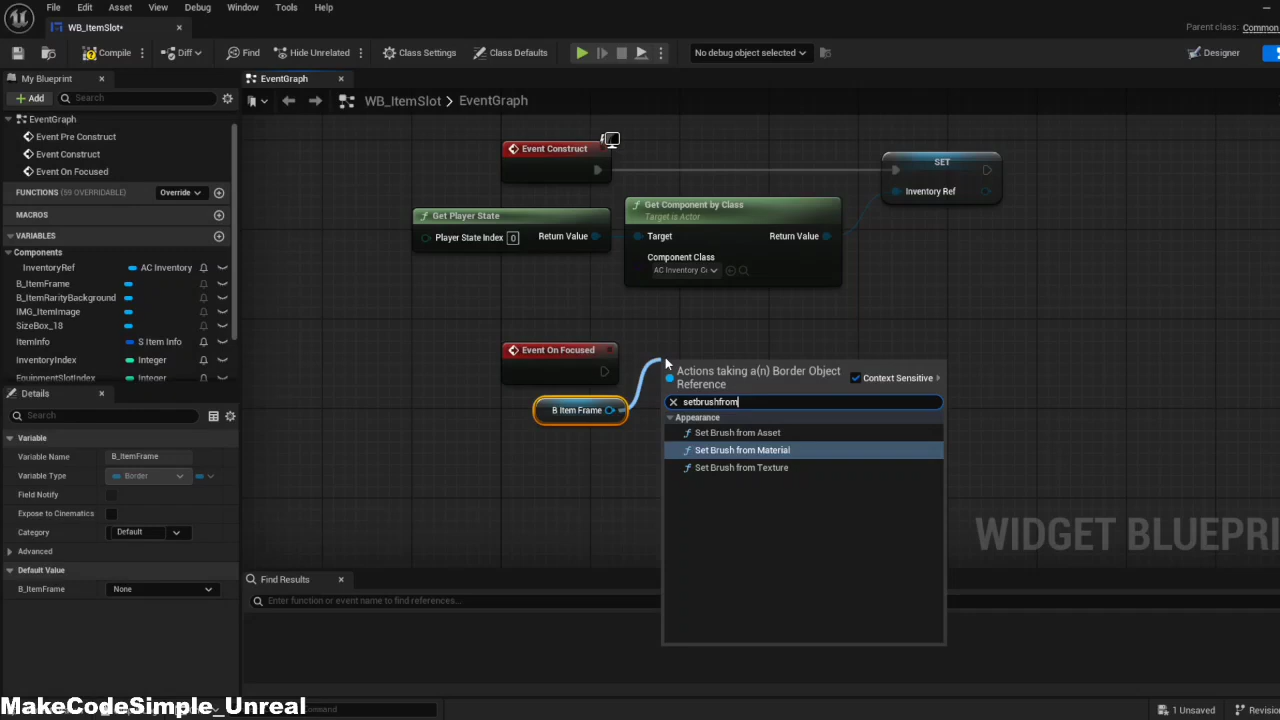 File Edit Asset View Debug Window Tools Help
WB_ItemSlot*
Parent class: Common
Compile Diff Find Hide Unrelated Class Settings Class Defaults No debug object selected Designer
My Blueprint
EventGraph
Add Search
WB_ItemSlot > EventGraph
EventGraph
Event Pre Construct
Event Construct
Event On Focused
FUNCTIONS (59 OVERRIDABLE) Override
MACROS
VARIABLES
Components
InventoryRef AC Inventory
B_ItemFrame
B_ItemRarityBackground
IMG_ItemImage
SizeBox_18
ItemInfo S Item Info
InventoryIndex Integer
EquipmentSlotIndex Integer
Details
Search
Variable
Variable Name B_ItemFrame
Variable Type Border
Field Notify
Expose to Cinematics
Category Default
Advanced
Default Value
B_ItemFrame None
Event Construct
SET
Inventory Ref
Get Player State
Player State Index 0 Return Value
Get Component by Class
Target is Actor
Target Return Value
Component Class
AC Inventory C
Event On Focused
B Item Frame
Actions taking a(n) Border Object
Reference
Context Sensitive
setbrushfrom
Appearance
Set Brush from Asset
Set Brush from Material
Set Brush from Texture
WIDGET BLUEPRI
Find Results
Enter function or event name to find references...
MakeCodeSimple_Unreal
ommand
1 Unsaved
Revisio